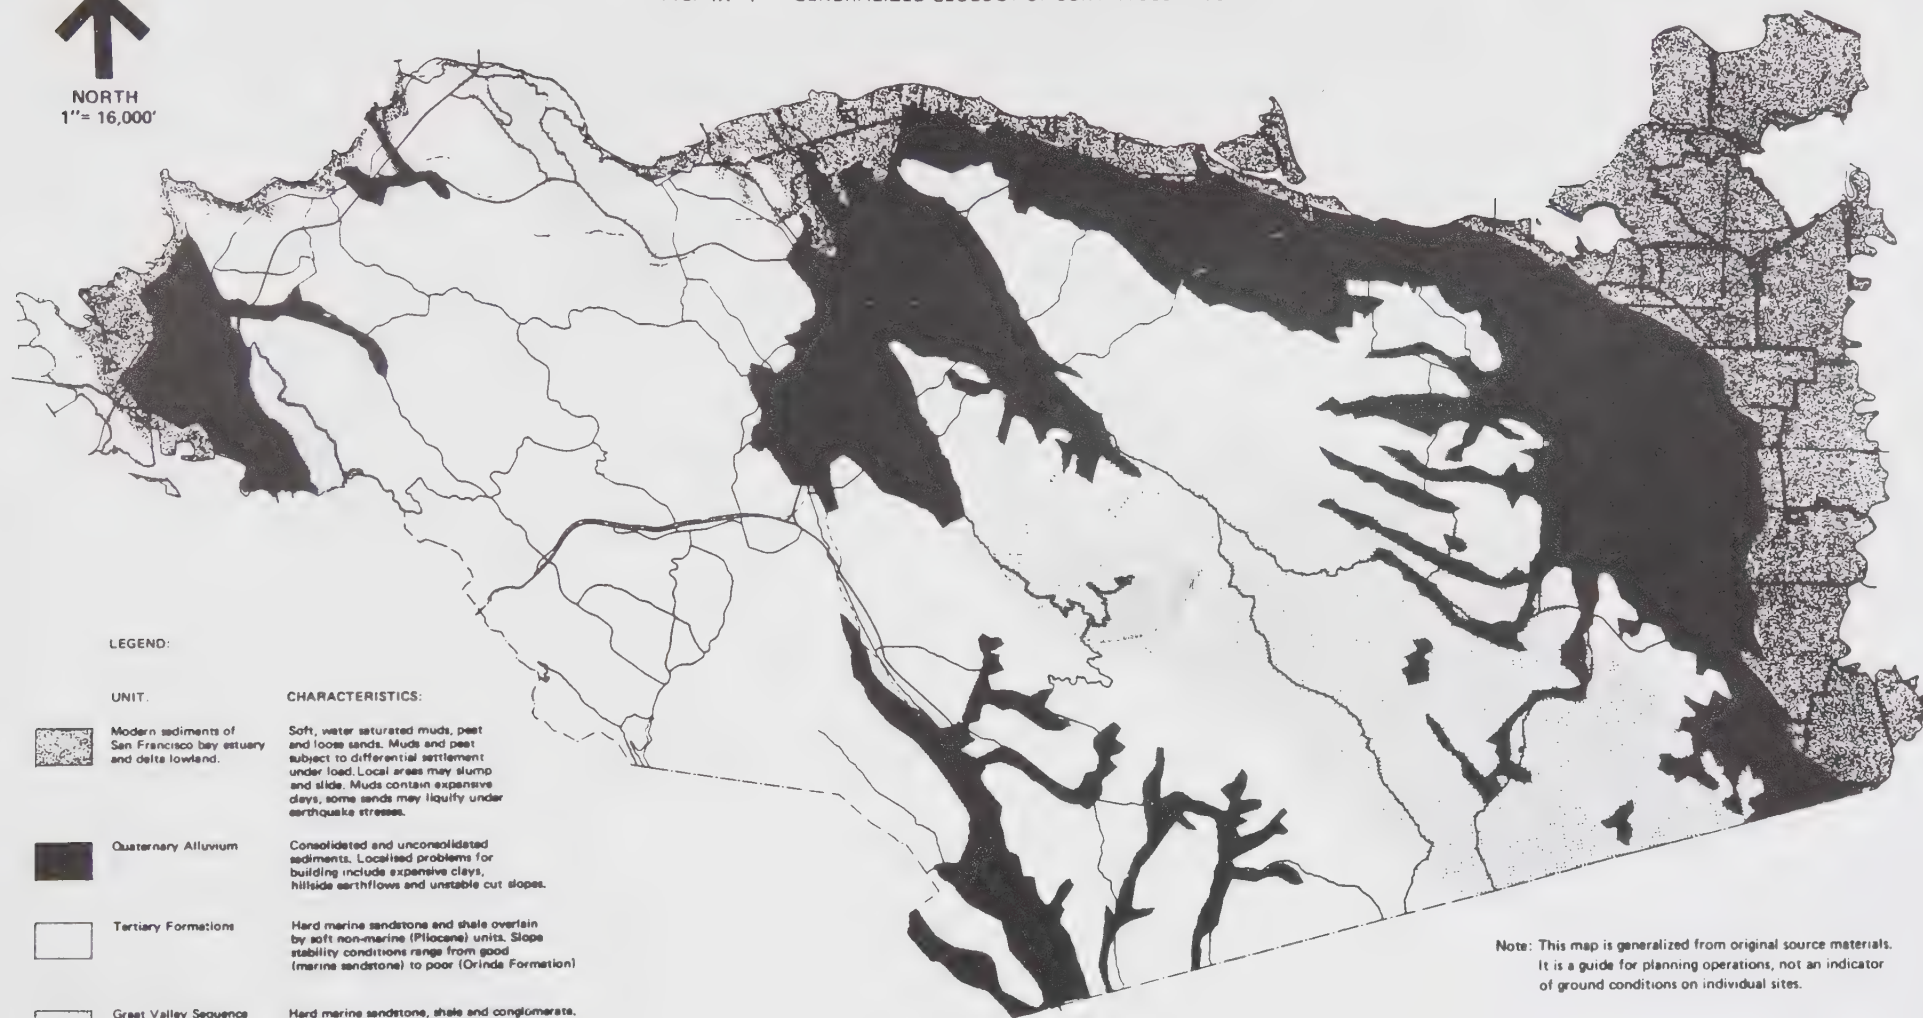 NORTH
1"= 16,000'
LEGEND:
UNIT.
CHARACTERISTICS:
Modern sediments of
San Francisco bay estuary
and delta lowland.
Soft, water saturated muds, peat
and loose sands. Muds and peat
subject to differential settlement
under load. Local areas may slump
and slide. Muds contain expansive
clays, some sands may liquify under
earthquake stresses.
Quaternary Alluvium
Consolidated and unconsolidated
sediments. Localised problems for
building include expansive clays,
hillside earthflows and unstable cut slopes.
Tertiary Formations
Hard marine sandstone and shale overlain
by soft non-marine (Pliocene) units. Slope
stability conditions range from good
(marine sandstone) to poor (Orinda Formation)
Great Valley Sequence
Hard marine sandstone, shale and conglomerate.
Note: This map is generalized from original source materials.
It is a guide for planning operations, not an indicator
of ground conditions on individual sites.